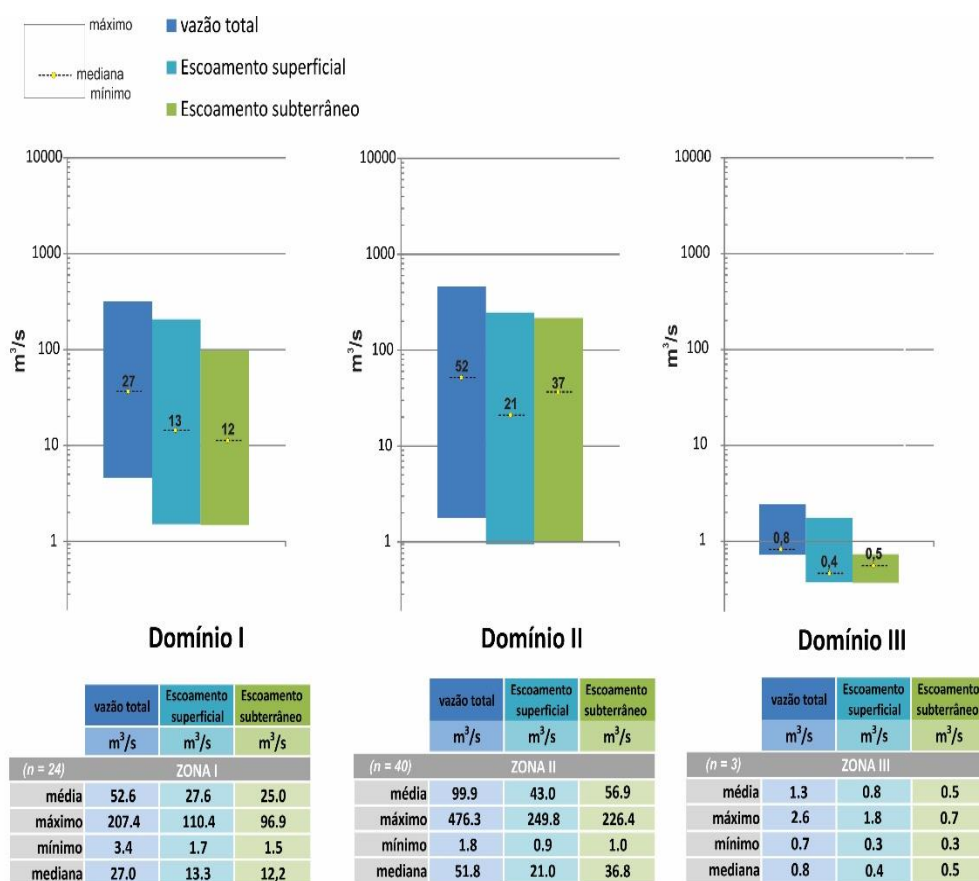 máximo
mediana
mínimo
vazão total
Escoamento superficial
Escoamento subterrâneo
10000
1000
100
10
1
m³/s
27
13
12
Domínio I
10000
1000
100
10
1
m³/s
52
21
37
Domínio II
10000
1000
100
10
1
m³/s
0,8
0,4
0,5
Domínio III
vazão total Escoamento superficial Escoamento subterrâneo
m³/s m³/s m³/s
(n = 24) ZONA I
média 52.6 27.6 25.0
máximo 207.4 110.4 96.9
mínimo 3.4 1.7 1.5
mediana 27.0 13.3 12,2
vazão total Escoamento superficial Escoamento subterrâneo
m³/s m³/s m³/s
(n = 40) ZONA II
média 99.9 43.0 56.9
máximo 476.3 249.8 226.4
mínimo 1.8 0.9 1.0
mediana 51.8 21.0 36.8
vazão total Escoamento superficial Escoamento subterrâneo
m³/s m³/s m³/s
(n = 3) ZONA III
média 1.3 0.8 0.5
máximo 2.6 1.8 0.7
mínimo 0.7 0.3 0.3
mediana 0.8 0.4 0.5